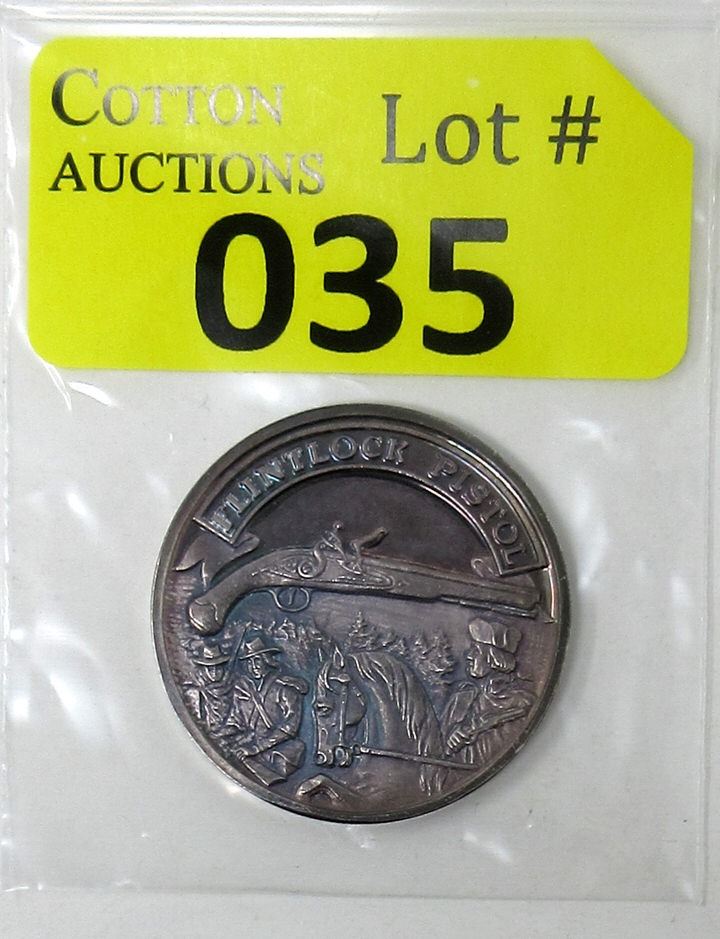 COTTON
AUCTIONS
Lot #
035
FLINTLOCK PISTOL